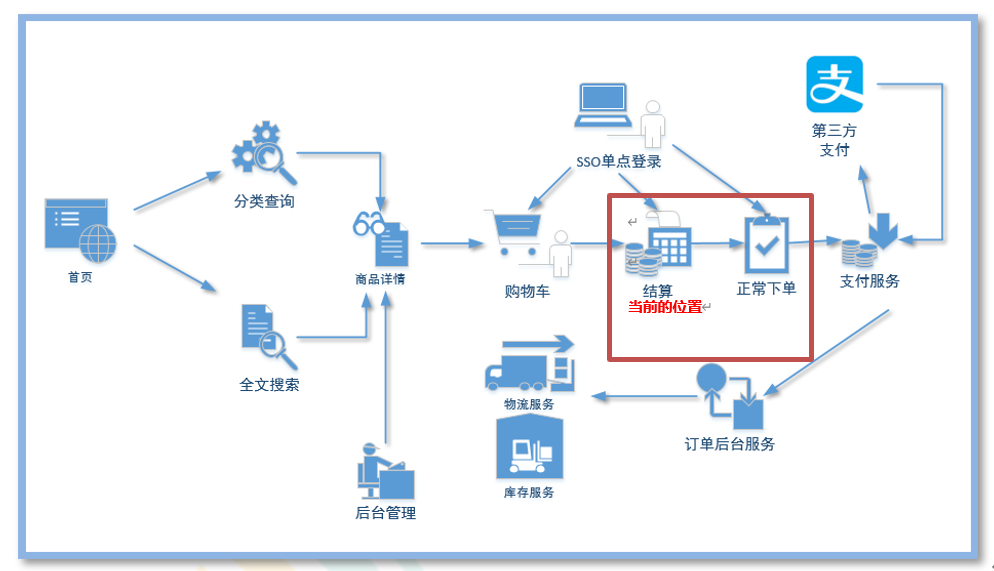 第三方
支付
SSO单点登录
分类查询
首页
商品详情
购物车
结算
当前的位置
正常下单
支付服务
全文搜索
物流服务
订单后台服务
库存服务
后台管理